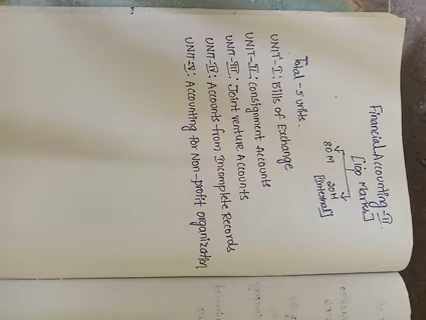 Financial Accounting-II.
[100 Marks]
80 M 20 M
[Internal]
Total - 5 units.
UNIT-I: Bills of Exchange
UNIT-II: consignment Accounts
UNIT-III: Joint venture Accounts
UNIT-IV: Accounts from Incomplete Records
UNIT-V: Accounting for Non-profit organization